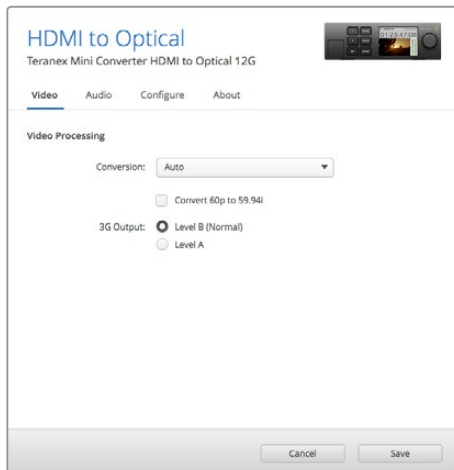 HDMI to Optical
Teranex Mini Converter HDMI to Optical 12G
Video Audio Configure About
Video Processing
Conversion: Auto
Convert 60p to 59.94i
3G Output: Level B (Normal)
Level A
Cancel Save